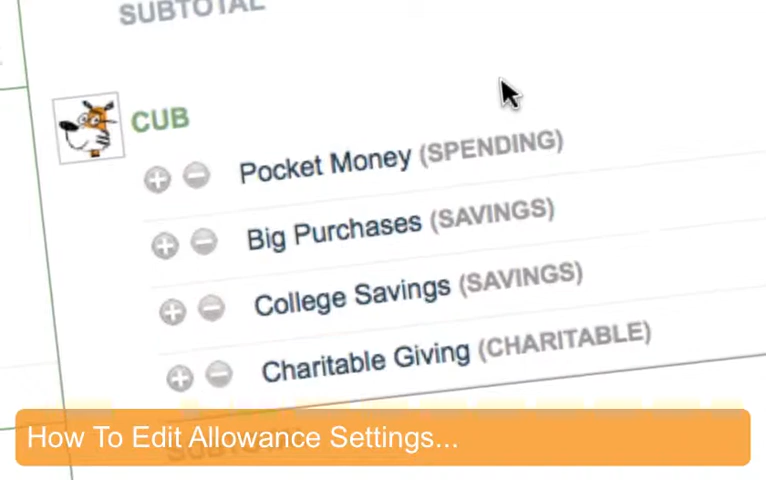 SUBTOTAL
CUB
Pocket Money (SPENDING)
Big Purchases (SAVINGS)
College Savings (SAVINGS)
Charitable Giving (CHARITABLE)
How To Edit Allowance Settings...